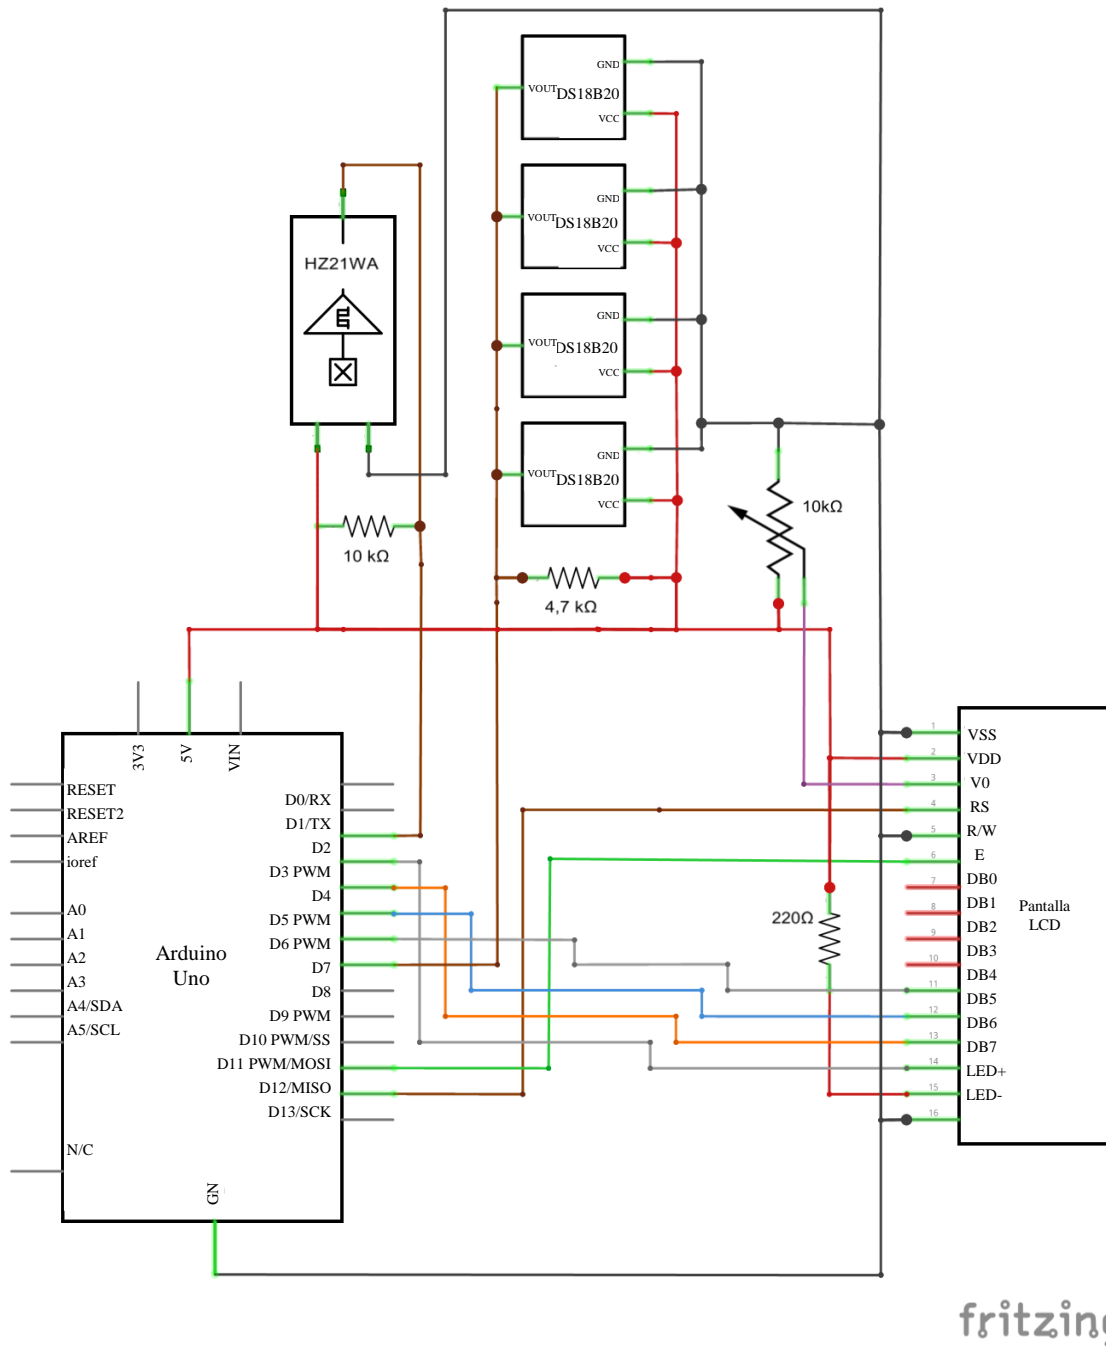 GND
VOUT
DS18B20
VCC
GND
VOUT
DS18B20
VCC
HZ21WA
GND
VOUT
DS18B20
VCC
GND
VOUT
DS18B20
VCC
10kΩ
10 kΩ
4,7 kΩ
3V3
5V
VIN
RESET
RESET2
AREF
ioref
A0
A1
A2
A3
A4/SDA
A5/SCL
N/C
GN
Arduino
Uno
D0/RX
D1/TX
D2
D3 PWM
D4
D5 PWM
D6 PWM
D7
D8
D9 PWM
D10 PWM/SS
D11 PWM/MOSI
D12/MISO
D13/SCK
220Ω
1
2
3
4
5
6
7
8
9
10
11
12
13
14
15
16
VSS
VDD
V0
RS
R/W
E
DB0
DB1
DB2
DB3
DB4
DB5
DB6
DB7
LED+
LED-
Pantalla
LCD
fritzing